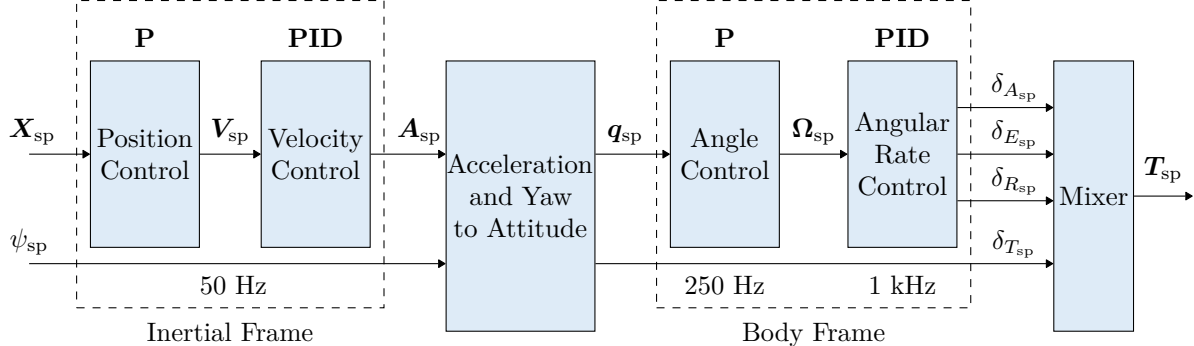 P
PID
P
PID
X_sp
Position
Control
V_sp
Velocity
Control
A_sp
Acceleration
and Yaw
to Attitude
q_sp
Angle
Control
Ω_sp
Angular
Rate
Control
δ_A_sp
δ_E_sp
δ_R_sp
δ_T_sp
Mixer
T_sp
ψ_sp
50 Hz
250 Hz
1 kHz
Inertial Frame
Body Frame